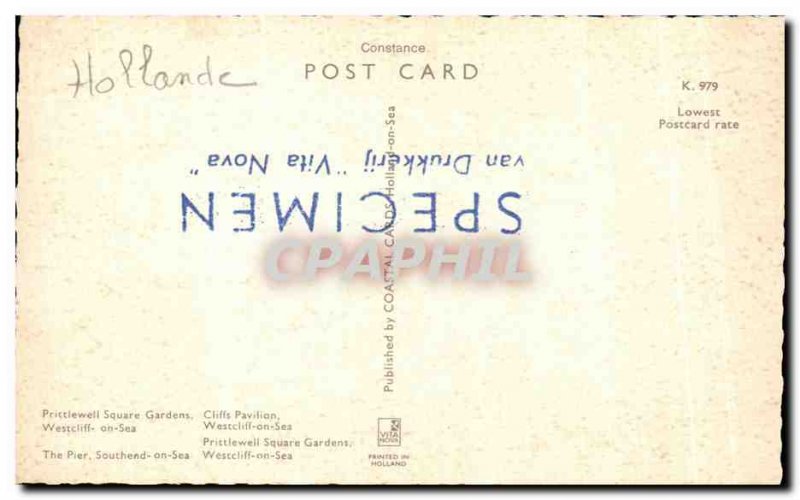 Hollande
Constance
POST CARD
K. 979
Lowest
Postcard rate
SPECIMEN
van Drukkerij "Vita Nova"
CPAPHIL
Published by COASTAL CARDS Holland-on-Sea
Prittlewell Square Gardens,
Westcliff- on-Sea
The Pier, Southend- on-Sea
Cliffs Pavilion,
Westcliff-on-Sea
Prittlewell Square Gardens,
Westcliff-on-Sea
VITA
NOVA
PRINTED IN
HOLLAND